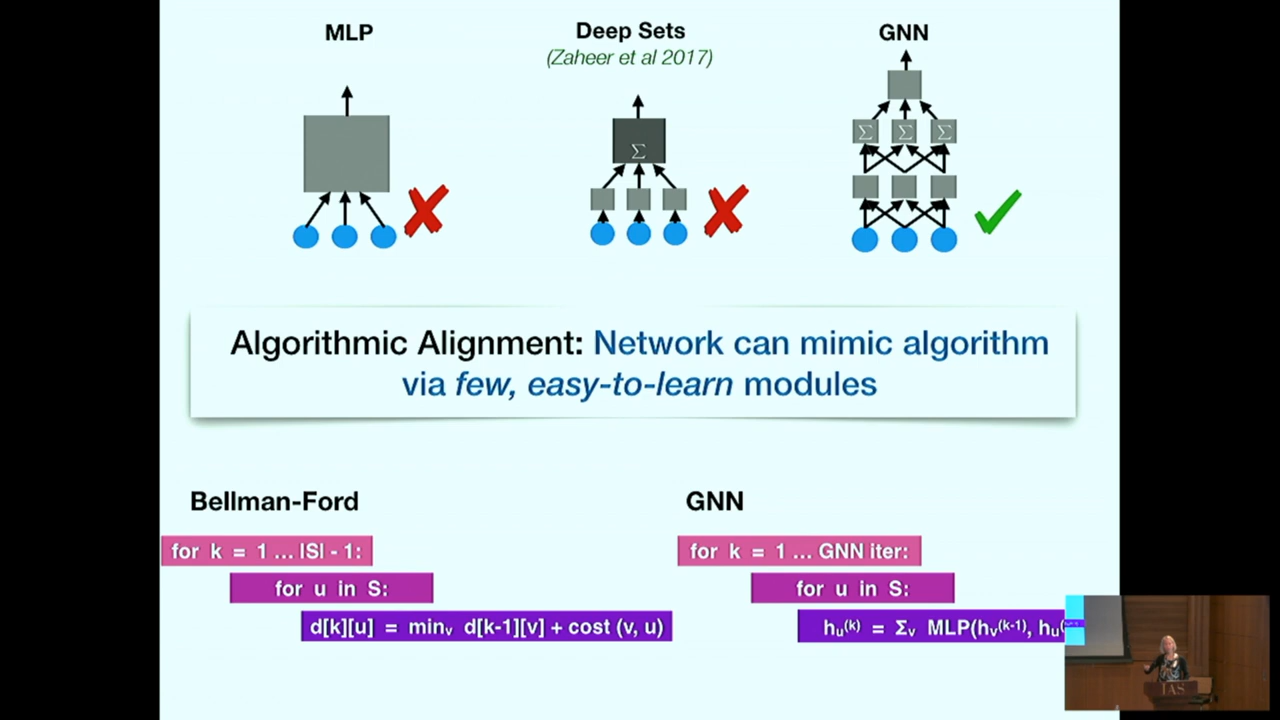 MLP
Deep Sets
(Zaheer et al 2017)
GNN
Σ
Σ Σ Σ
Algorithmic Alignment: Network can mimic algorithm
via few, easy-to-learn modules
Bellman-Ford
for k = 1 ... |S| - 1:
for u in S:
d[k][u] = minᵥ d[k-1][v] + cost (v, u)
GNN
for k = 1 ... GNN iter:
for u in S:
hᵤ⁽ᵏ⁾ = Σᵥ MLP(hᵥ⁽ᵏ⁻¹⁾, hᵤ⁽
IAS